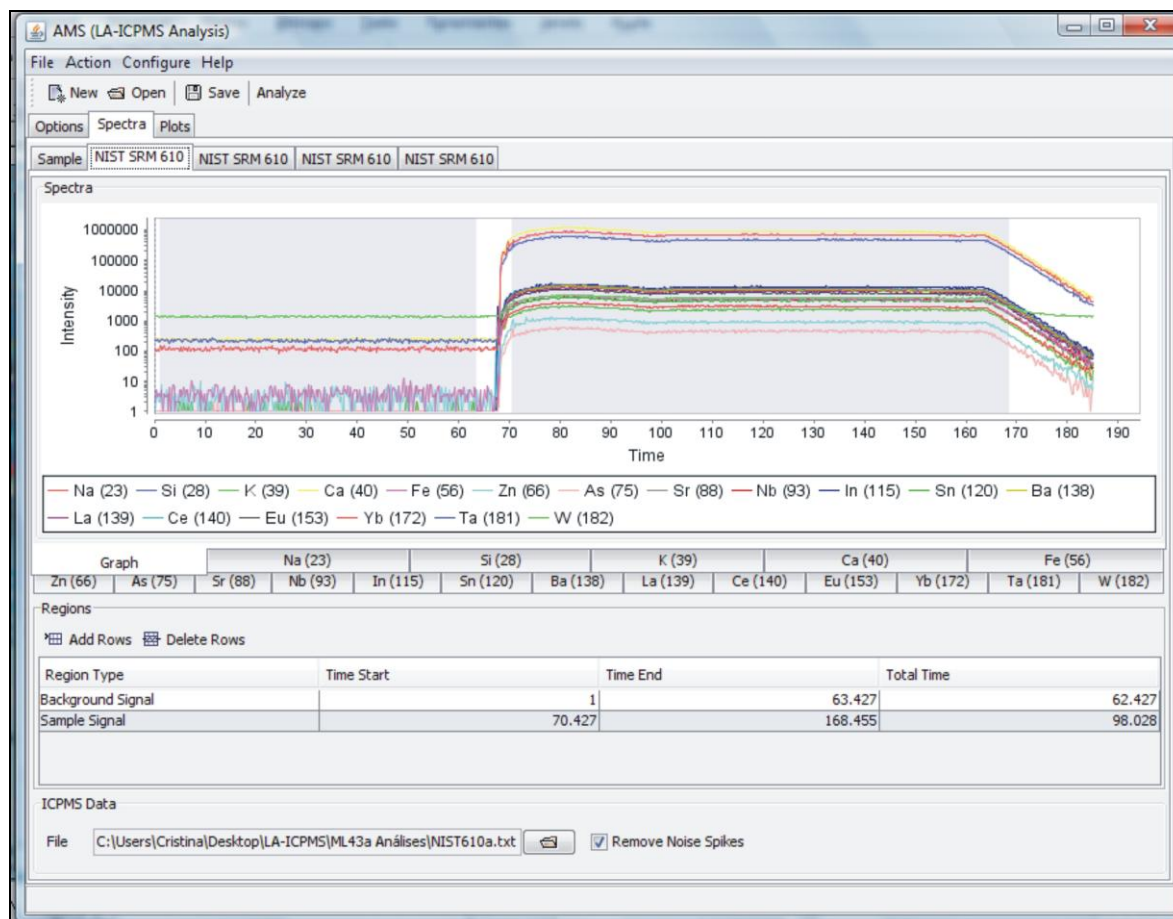 AMS (LA-ICPMS Analysis)
File Action Configure Help
New Open Save Analyze
Options Spectra Plots
Sample NIST SRM 610 NIST SRM 610 NIST SRM 610 NIST SRM 610
Spectra
1000000
100000
10000
1000
100
10
1
Intensity
0 10 20 30 40 50 60 70 80 90 100 110 120 130 140 150 160 170 180 190
Time
Na (23) Si (28) K (39) Ca (40) Fe (56) Zn (66) As (75) Sr (88) Nb (93) In (115) Sn (120) Ba (138)
La (139) Ce (140) Eu (153) Yb (172) Ta (181) W (182)
Graph Na (23) Si (28) K (39) Ca (40) Fe (56)
Zn (66) As (75) Sr (88) Nb (93) In (115) Sn (120) Ba (138) La (139) Ce (140) Eu (153) Yb (172) Ta (181) W (182)
Regions
Add Rows Delete Rows
Region Type Time Start Time End Total Time
Background Signal 1 63.427 62.427
Sample Signal 70.427 168.455 98.028
ICPMS Data
File C:\Users\Cristina\Desktop\LA-ICPMS\ML43a Análises\NIST610a.txt Remove Noise Spikes